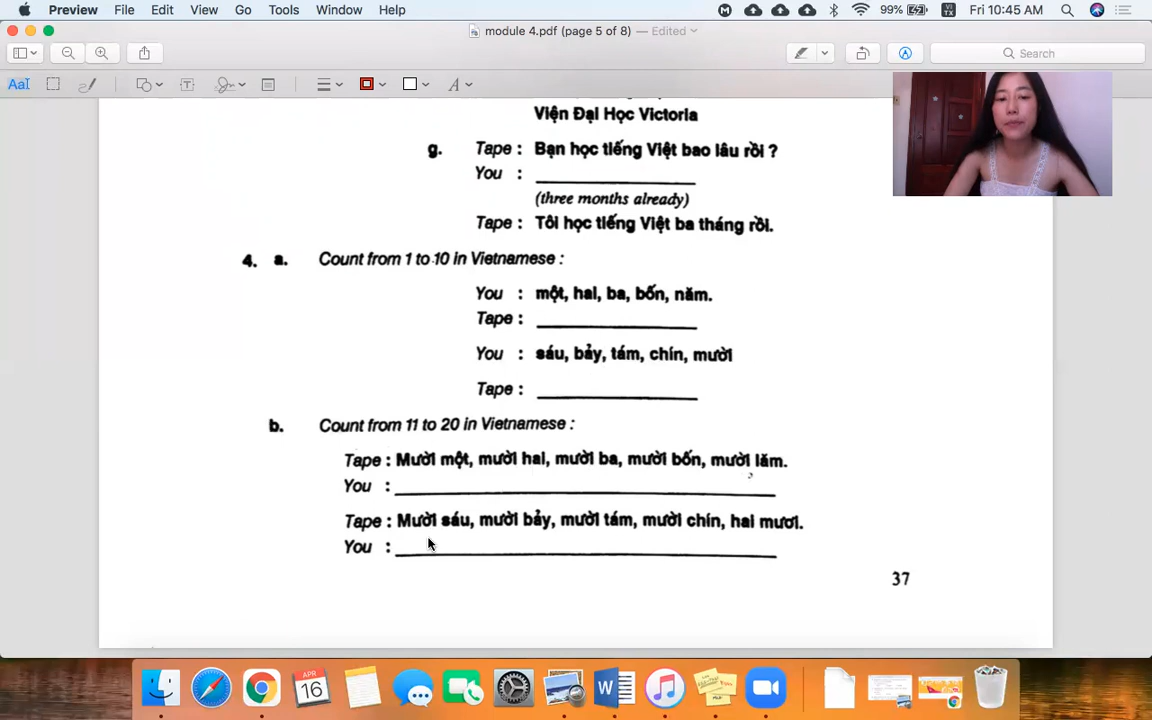 Preview File Edit View Go Tools Window Help 99% VI TX Fri 10:45 AM
module 4.pdf (page 5 of 8) — Edited
Search
AaI T A
Viện Đại Học Victoria
g. Tape : Bạn học tiếng Việt bao lâu rồi ?
You :
(three months already)
Tape : Tôi học tiếng Việt ba tháng rồi.
4. a. Count from 1 to 10 in Vietnamese :
You : một, hai, ba, bốn, năm.
Tape :
You : sáu, bảy, tám, chín, mười
Tape :
b. Count from 11 to 20 in Vietnamese :
Tape : Mười một, mười hai, mười ba, mười bốn, mười lăm.
You :
Tape : Mười sáu, mười bảy, mười tám, mười chín, hai mươi.
You :
37
APR
16